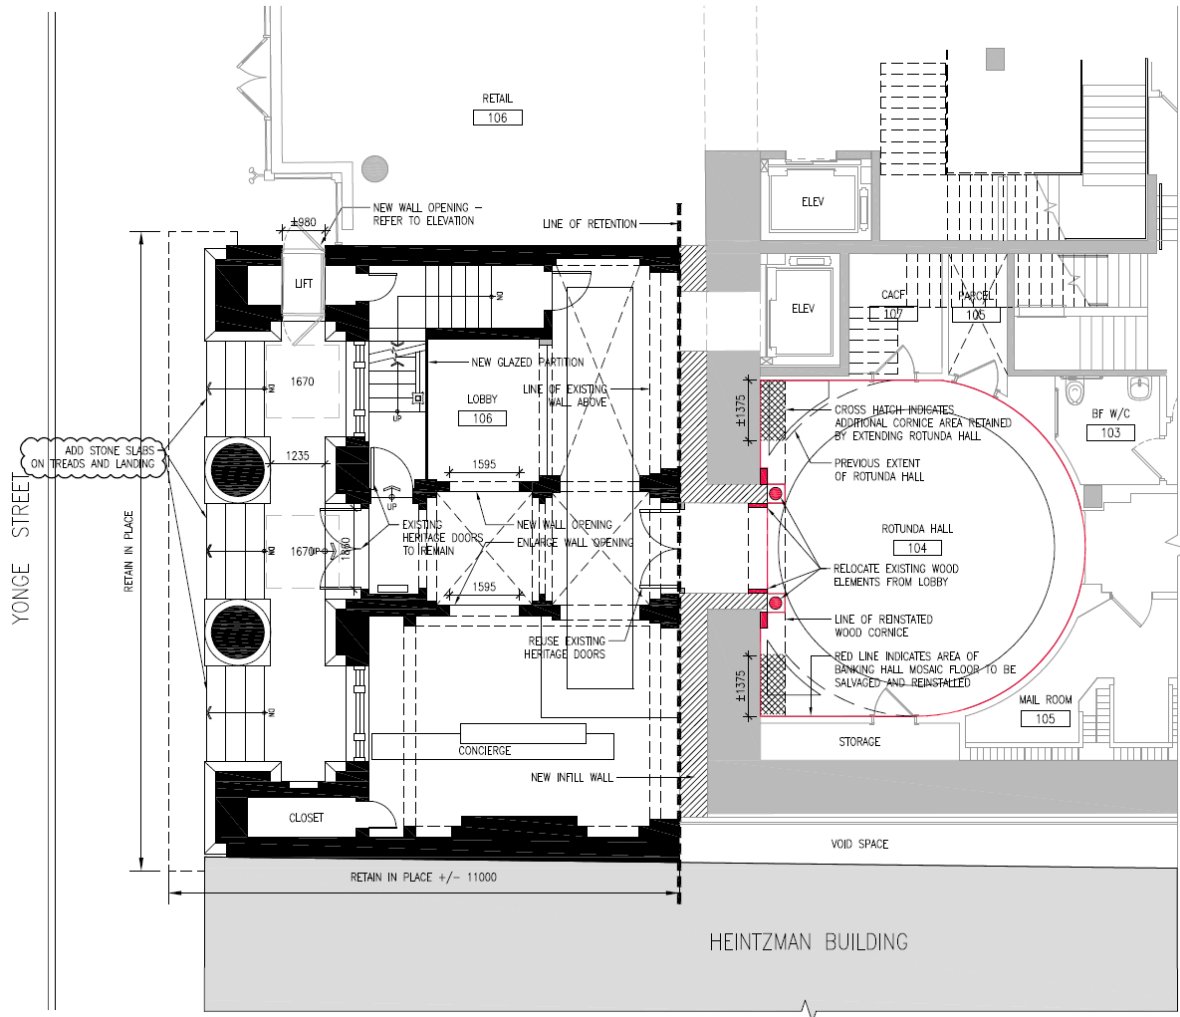 RETAIL
106
NEW WALL OPENING –
REFER TO ELEVATION
±980
LINE OF RETENTION
ELEV
LIFT
ELEV
CACF
107
PARCEL
105
DN
UP
1670
NEW GLAZED PARTITION
LOBBY
106
LINE OF EXISTING
WALL ABOVE
±1375
CROSS HATCH INDICATES
ADDITIONAL CORNICE AREA RETAINED
BY EXTENDING ROTUNDA HALL
BF W/C
103
DN
ADD STONE SLABS
ON TREADS AND LANDING
1235
1595
PREVIOUS EXTENT
OF ROTUNDA HALL
UP
YONGE STREET
RETAIN IN PLACE
EXISTING
HERITAGE DOORS
TO REMAIN
NEW WALL OPENING
ENLARGE WALL OPENING
ROTUNDA HALL
104
DN
1670
UP
1860
1595
RELOCATE EXISTING WOOD
ELEMENTS FROM LOBBY
LINE OF REINSTATED
WOOD CORNICE
REUSE EXISTING
HERITAGE DOORS
RED LINE INDICATES AREA OF
BANKING HALL MOSAIC FLOOR TO BE
SALVAGED AND REINSTALLED
±1375
DN
MAIL ROOM
105
STORAGE
CONCIERGE
NEW INFILL WALL
CLOSET
VOID SPACE
RETAIN IN PLACE +/- 11000
HEINTZMAN BUILDING